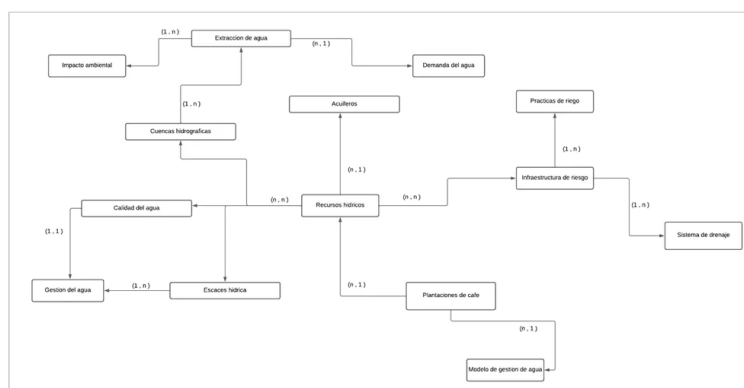 (1 , n )
Extraccion de agua
(n , 1 )
Impacto ambiental
Demanda del agua
(1 , n )
Acuíferos
Practicas de riego
Cuencas hidrograficas
(n , 1 )
(1 , n )
Infraestructura de riesgo
Calidad del agua
(n , n )
Recursos hidricos
(n , n )
(1 , n )
(1 , 1 )
Sistema de drenaje
Gestion del agua
(1 , n )
Escaces hidrica
(n , 1 )
Plantaciones de cafe
(n , 1 )
Modelo de gestion de agua